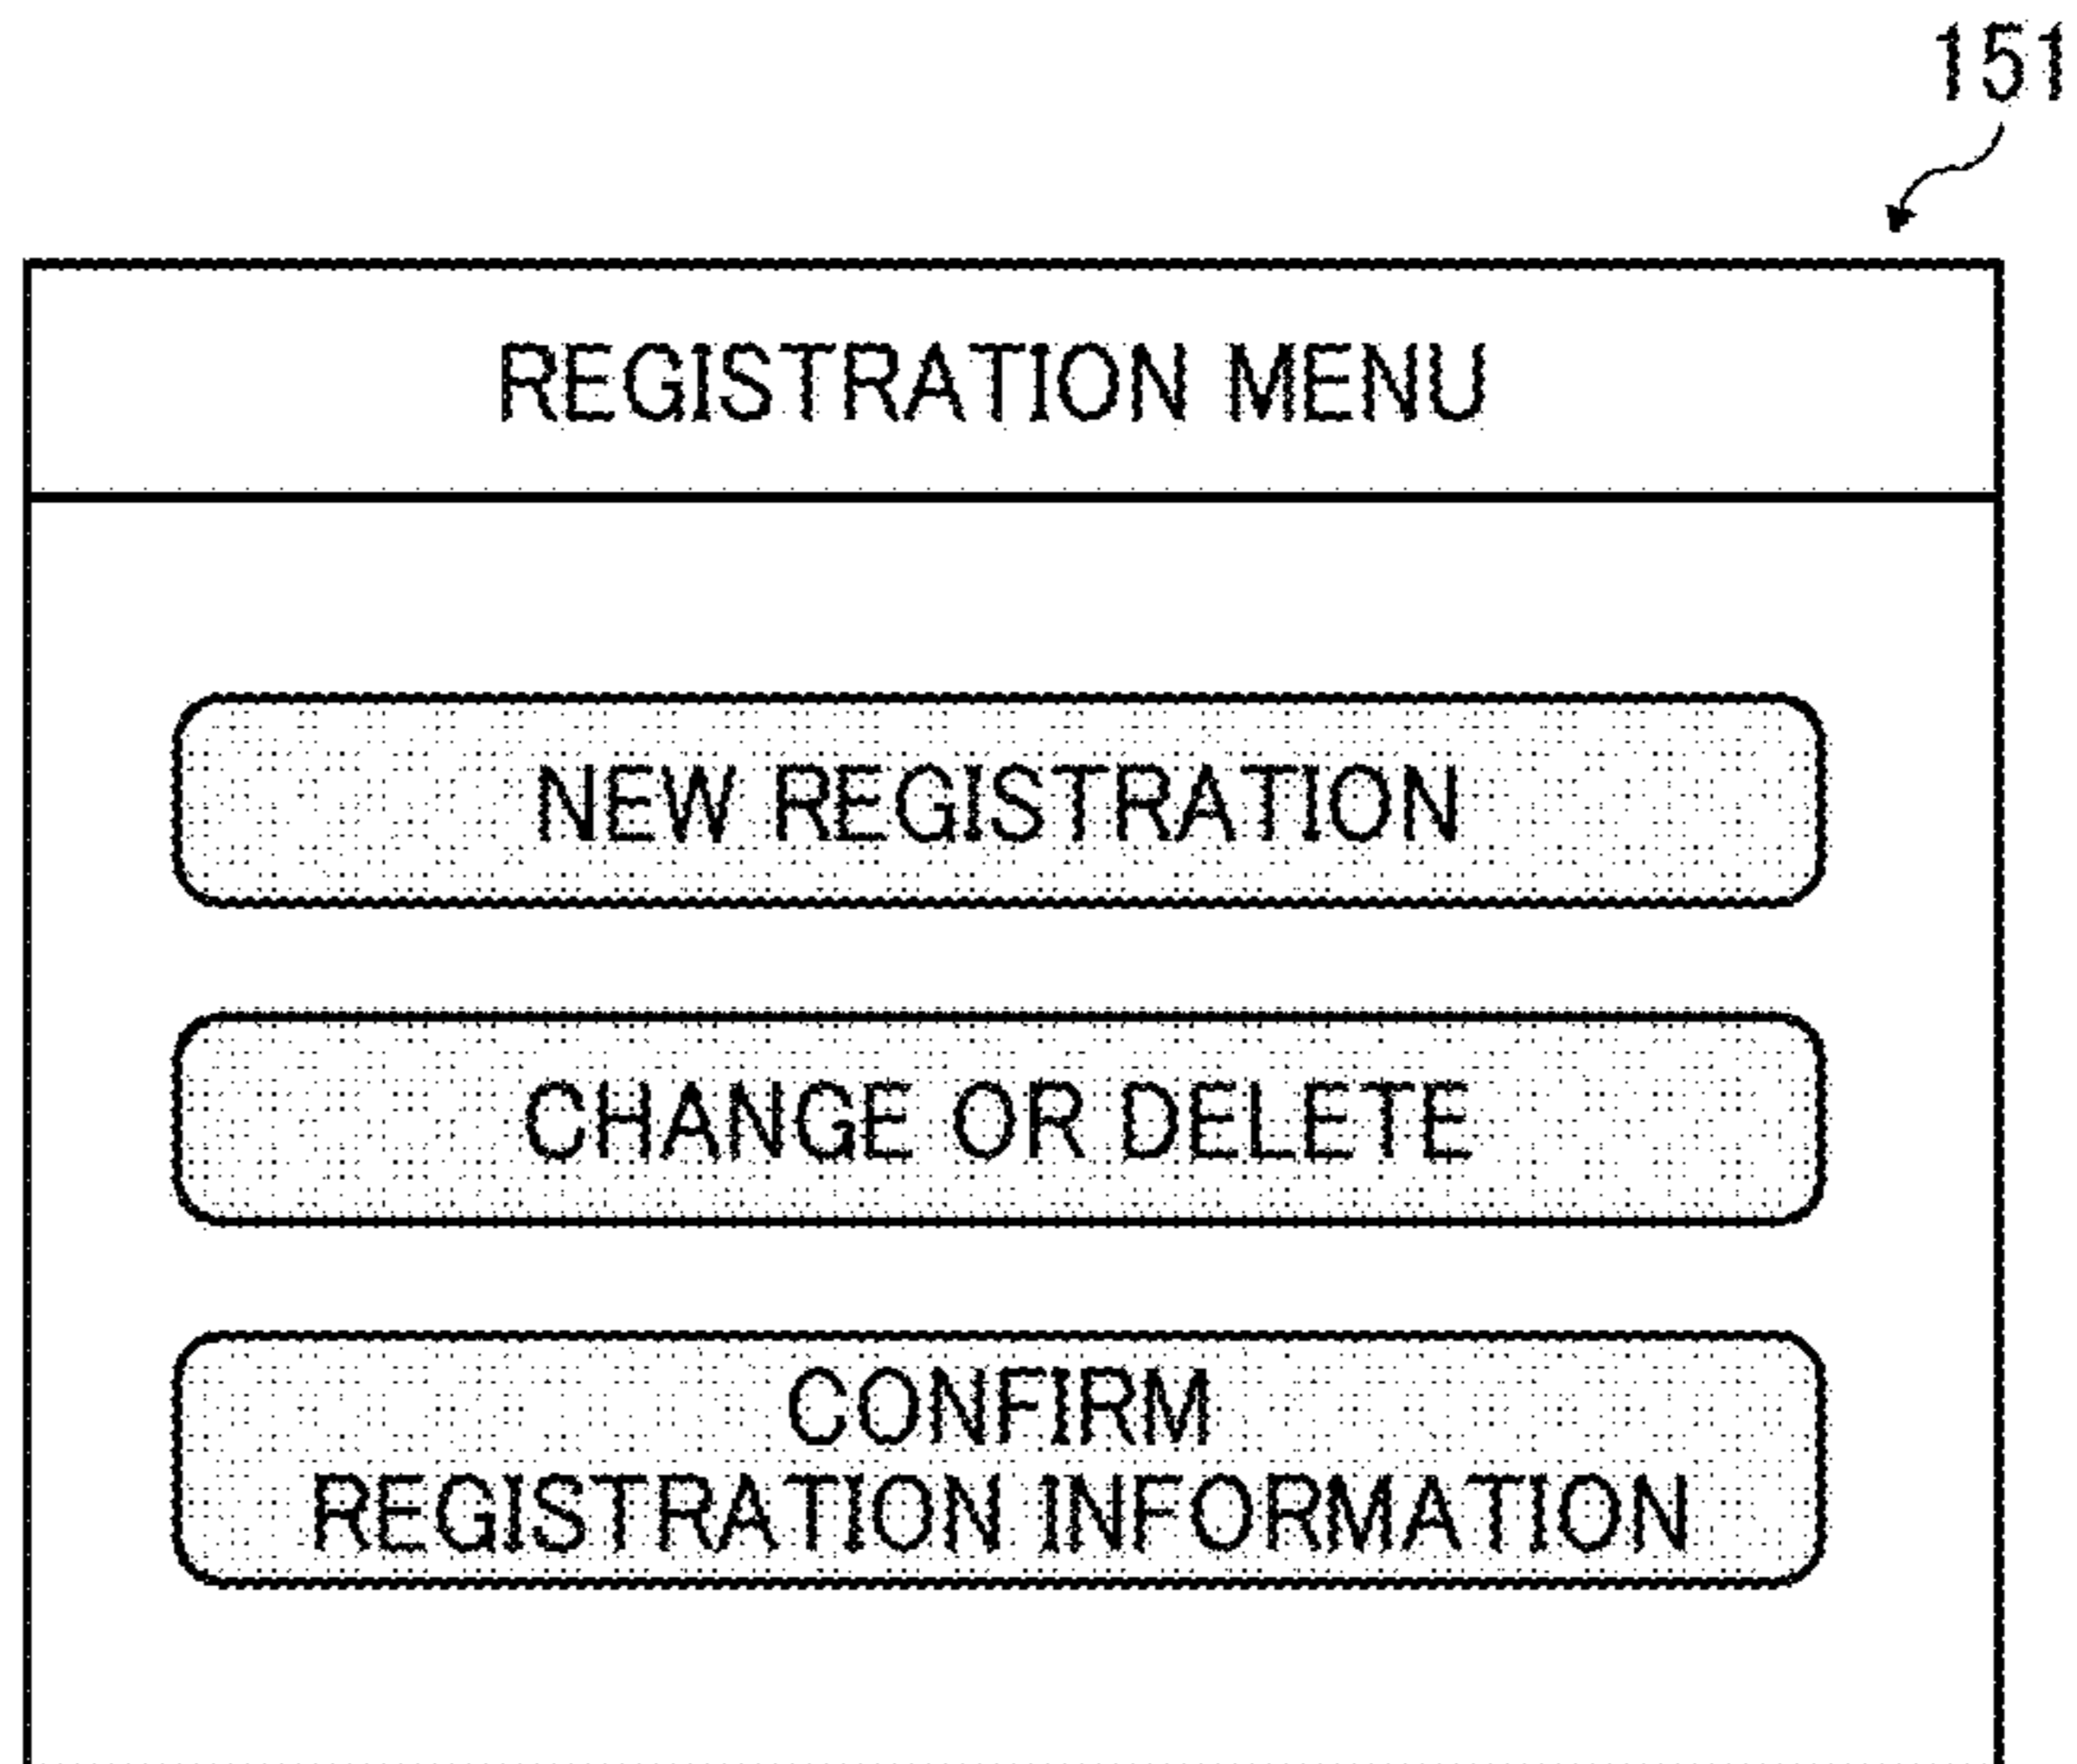 151
REGISTRATION MENU
NEW REGISTRATION
CHANGE OR DELETE
CONFIRM
REGISTRATION INFORMATION